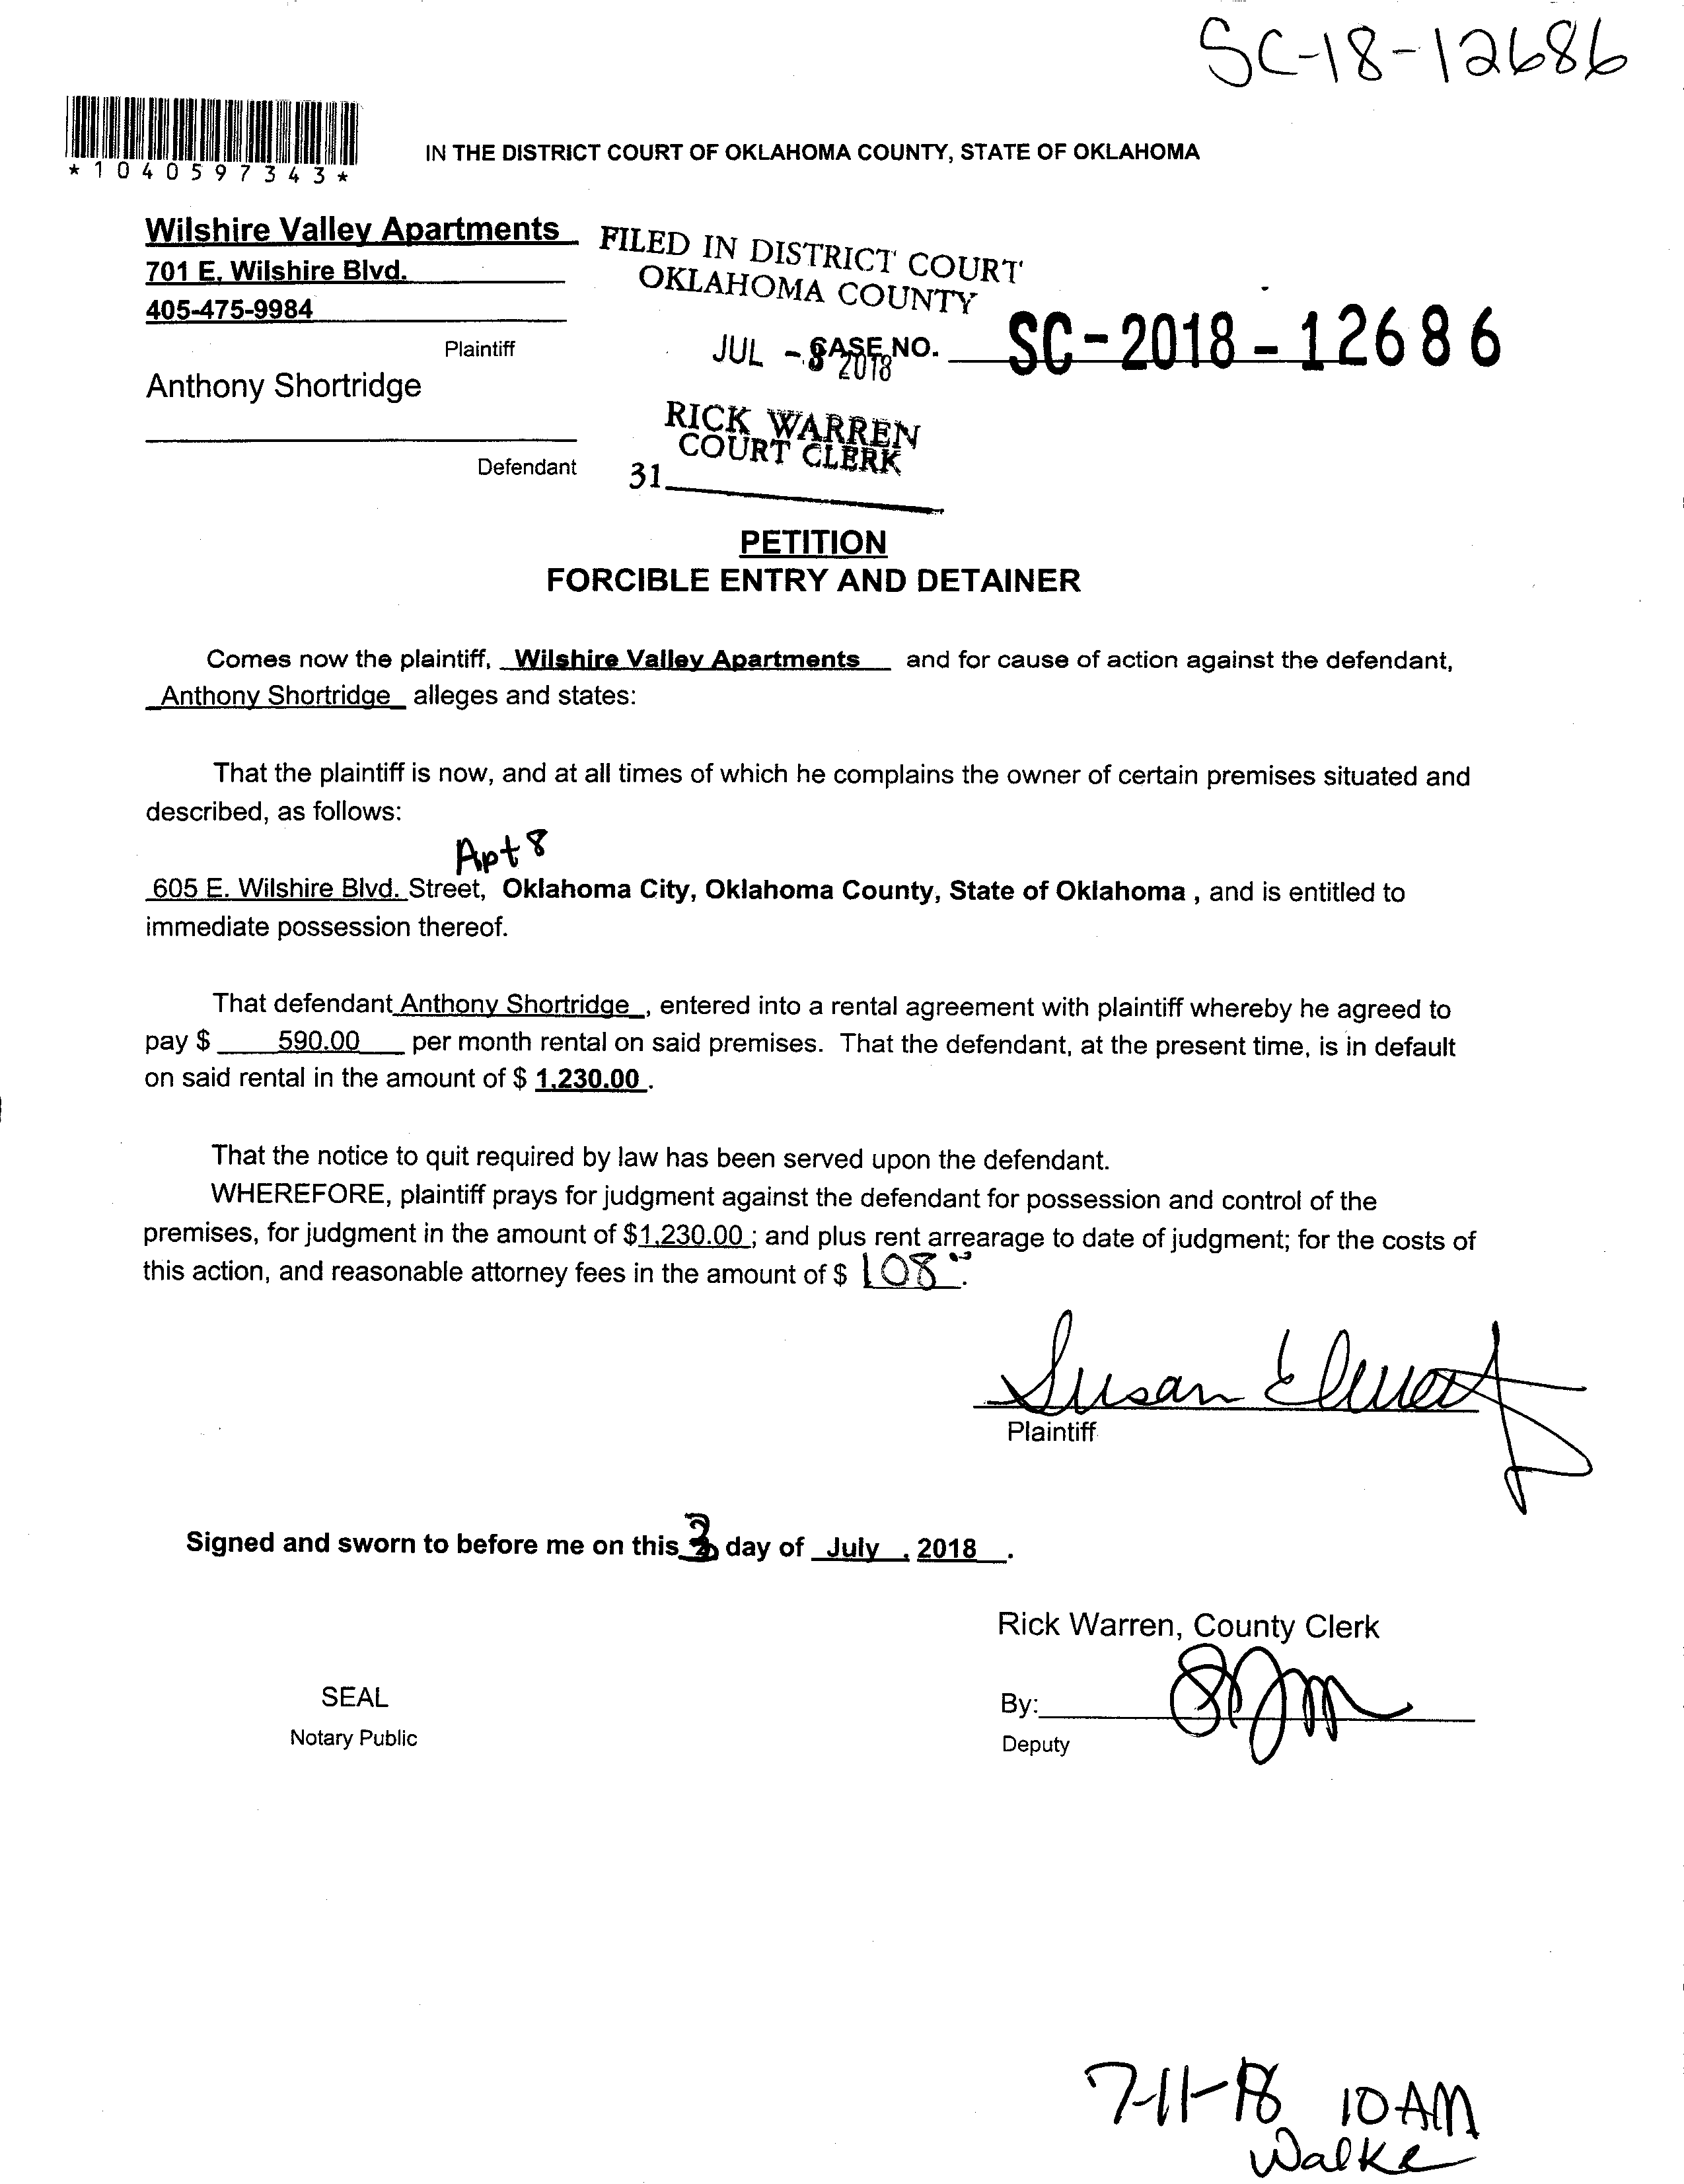 SC-18-12686
*1040597343*
IN THE DISTRICT COURT OF OKLAHOMA COUNTY, STATE OF OKLAHOMA
Wilshire Valley Apartments
701 E. Wilshire Blvd.
405-475-9984
Plaintiff
Anthony Shortridge
Defendant
FILED IN DISTRICT COURT
OKLAHOMA COUNTY
JUL - 2018
CASE NO. SC-2018-12686
RICK WARREN
COURT CLERK
31
PETITION
FORCIBLE ENTRY AND DETAINER
Comes now the plaintiff, Wilshire Valley Apartments and for cause of action against the defendant,
Anthony Shortridge alleges and states:
That the plaintiff is now, and at all times of which he complains the owner of certain premises situated and
described, as follows:
Apt 8
605 E. Wilshire Blvd. Street, Oklahoma City, Oklahoma County, State of Oklahoma , and is entitled to
immediate possession thereof.
That defendant Anthony Shortridge , entered into a rental agreement with plaintiff whereby he agreed to
pay $ 590.00 per month rental on said premises. That the defendant, at the present time, is in default
on said rental in the amount of $ 1,230.00 .
That the notice to quit required by law has been served upon the defendant.
WHEREFORE, plaintiff prays for judgment against the defendant for possession and control of the
premises, for judgment in the amount of $1,230.00 ; and plus rent arrearage to date of judgment; for the costs of
this action, and reasonable attorney fees in the amount of $ 108
Susan
Plaintiff
Signed and sworn to before me on this 3 day of July , 2018 .
Rick Warren, County Clerk
SEAL
Notary Public
By:
Deputy
7-11-18 10AM
Walke